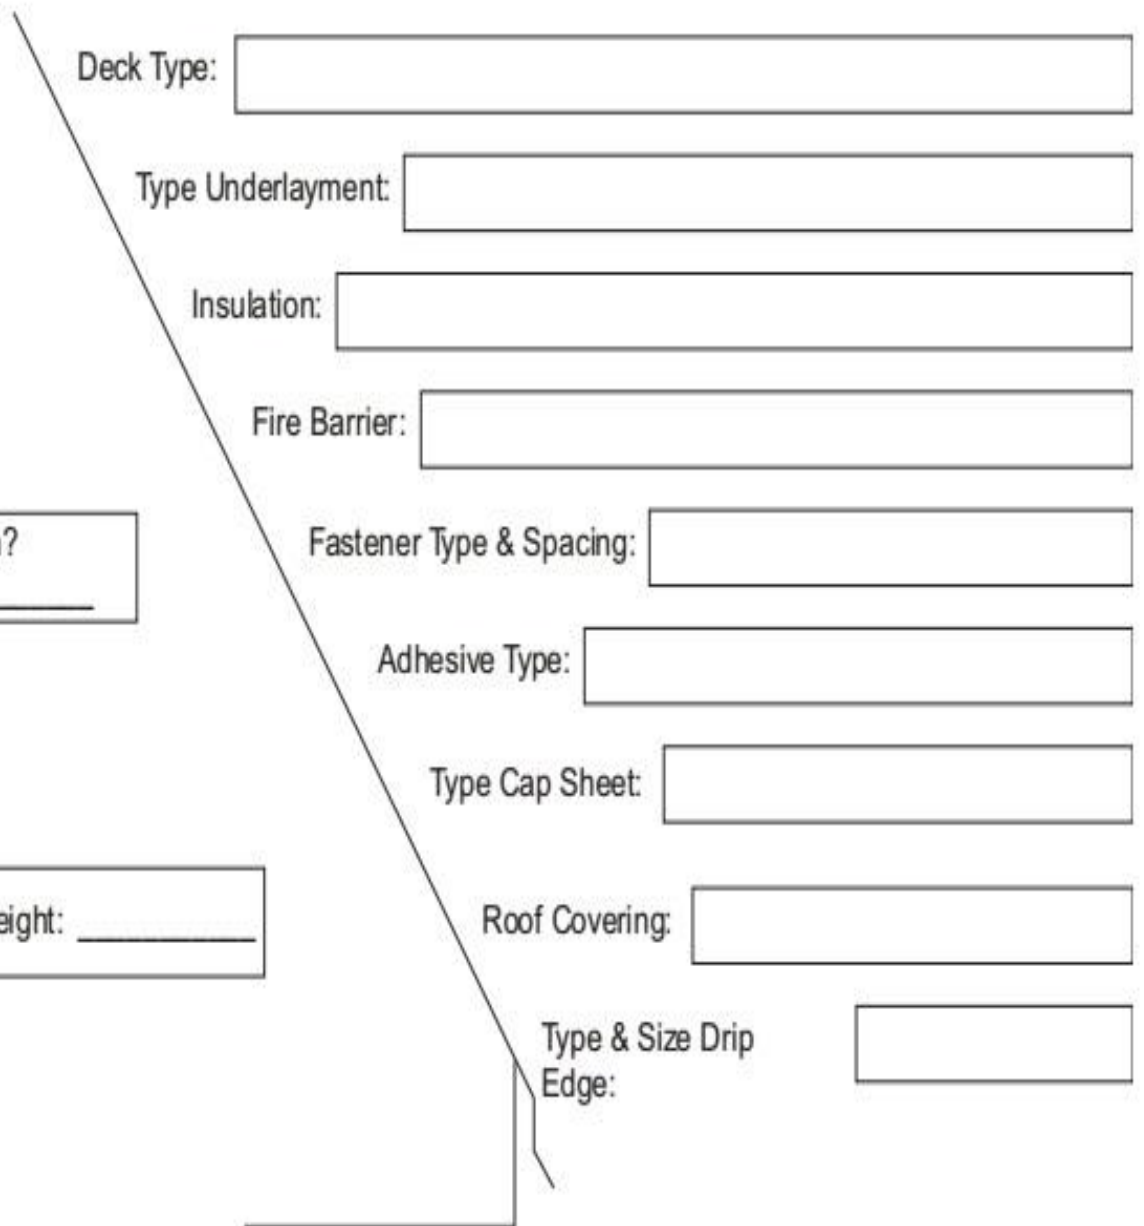 Deck Type:
Type Underlayment:
Insulation:
Fire Barrier:
Fastener Type & Spacing:
Adhesive Type:
Type Cap Sheet:
Roof Covering:
Type & Size Drip
Edge: